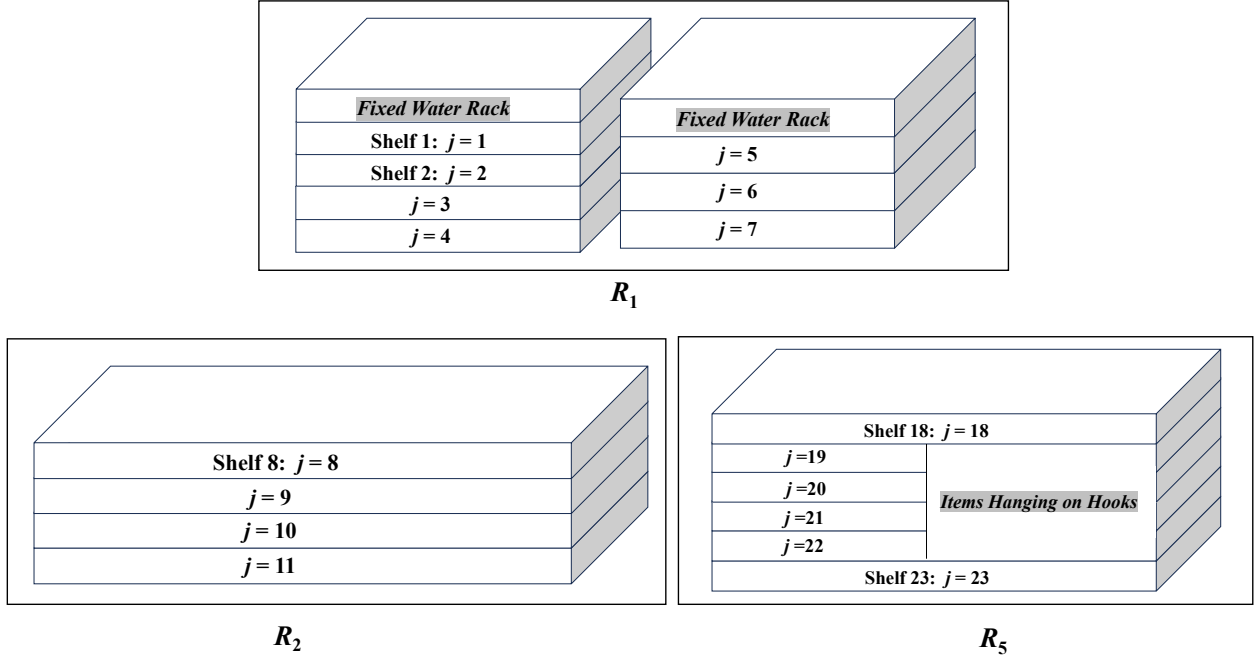 Fixed Water Rack
Shelf 1: j = 1
Shelf 2: j = 2
j = 3
j = 4
Fixed Water Rack
j = 5
j = 6
j = 7
R1
Shelf 8: j = 8
j = 9
j = 10
j = 11
R2
Shelf 18: j = 18
j =19
j =20
j =21
j =22
Items Hanging on Hooks
Shelf 23: j = 23
R5